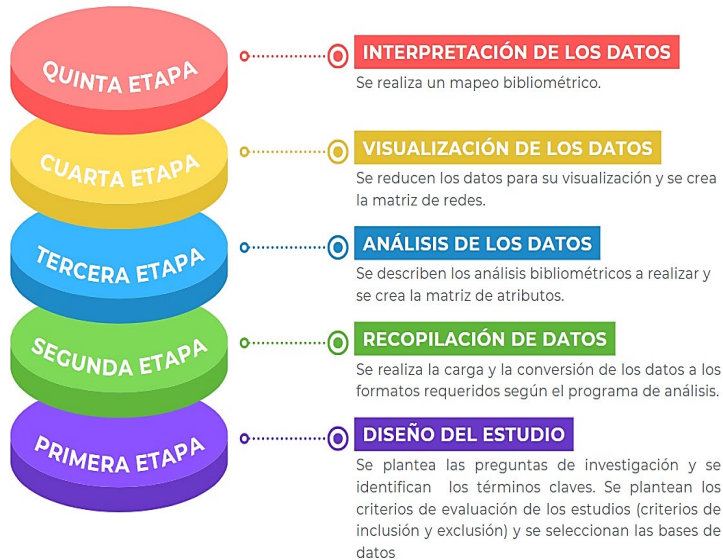 QUINTA ETAPA
INTERPRETACIÓN DE LOS DATOS
Se realiza un mapeo bibliométrico.
CUARTA ETAPA
VISUALIZACIÓN DE LOS DATOS
Se reducen los datos para su visualización y se crea
la matriz de redes.
TERCERA ETAPA
ANÁLISIS DE LOS DATOS
Se describen los análisis bibliométricos a realizar y
se crea la matriz de atributos.
SEGUNDA ETAPA
RECOPILACIÓN DE DATOS
Se realiza la carga y la conversión de los datos a los
formatos requeridos según el programa de análisis.
PRIMERA ETAPA
DISEÑO DEL ESTUDIO
Se plantea las preguntas de investigación y se
identifican los términos claves. Se plantean los
criterios de evaluación de los estudios (criterios de
inclusión y exclusión) y se seleccionan las bases de
datos